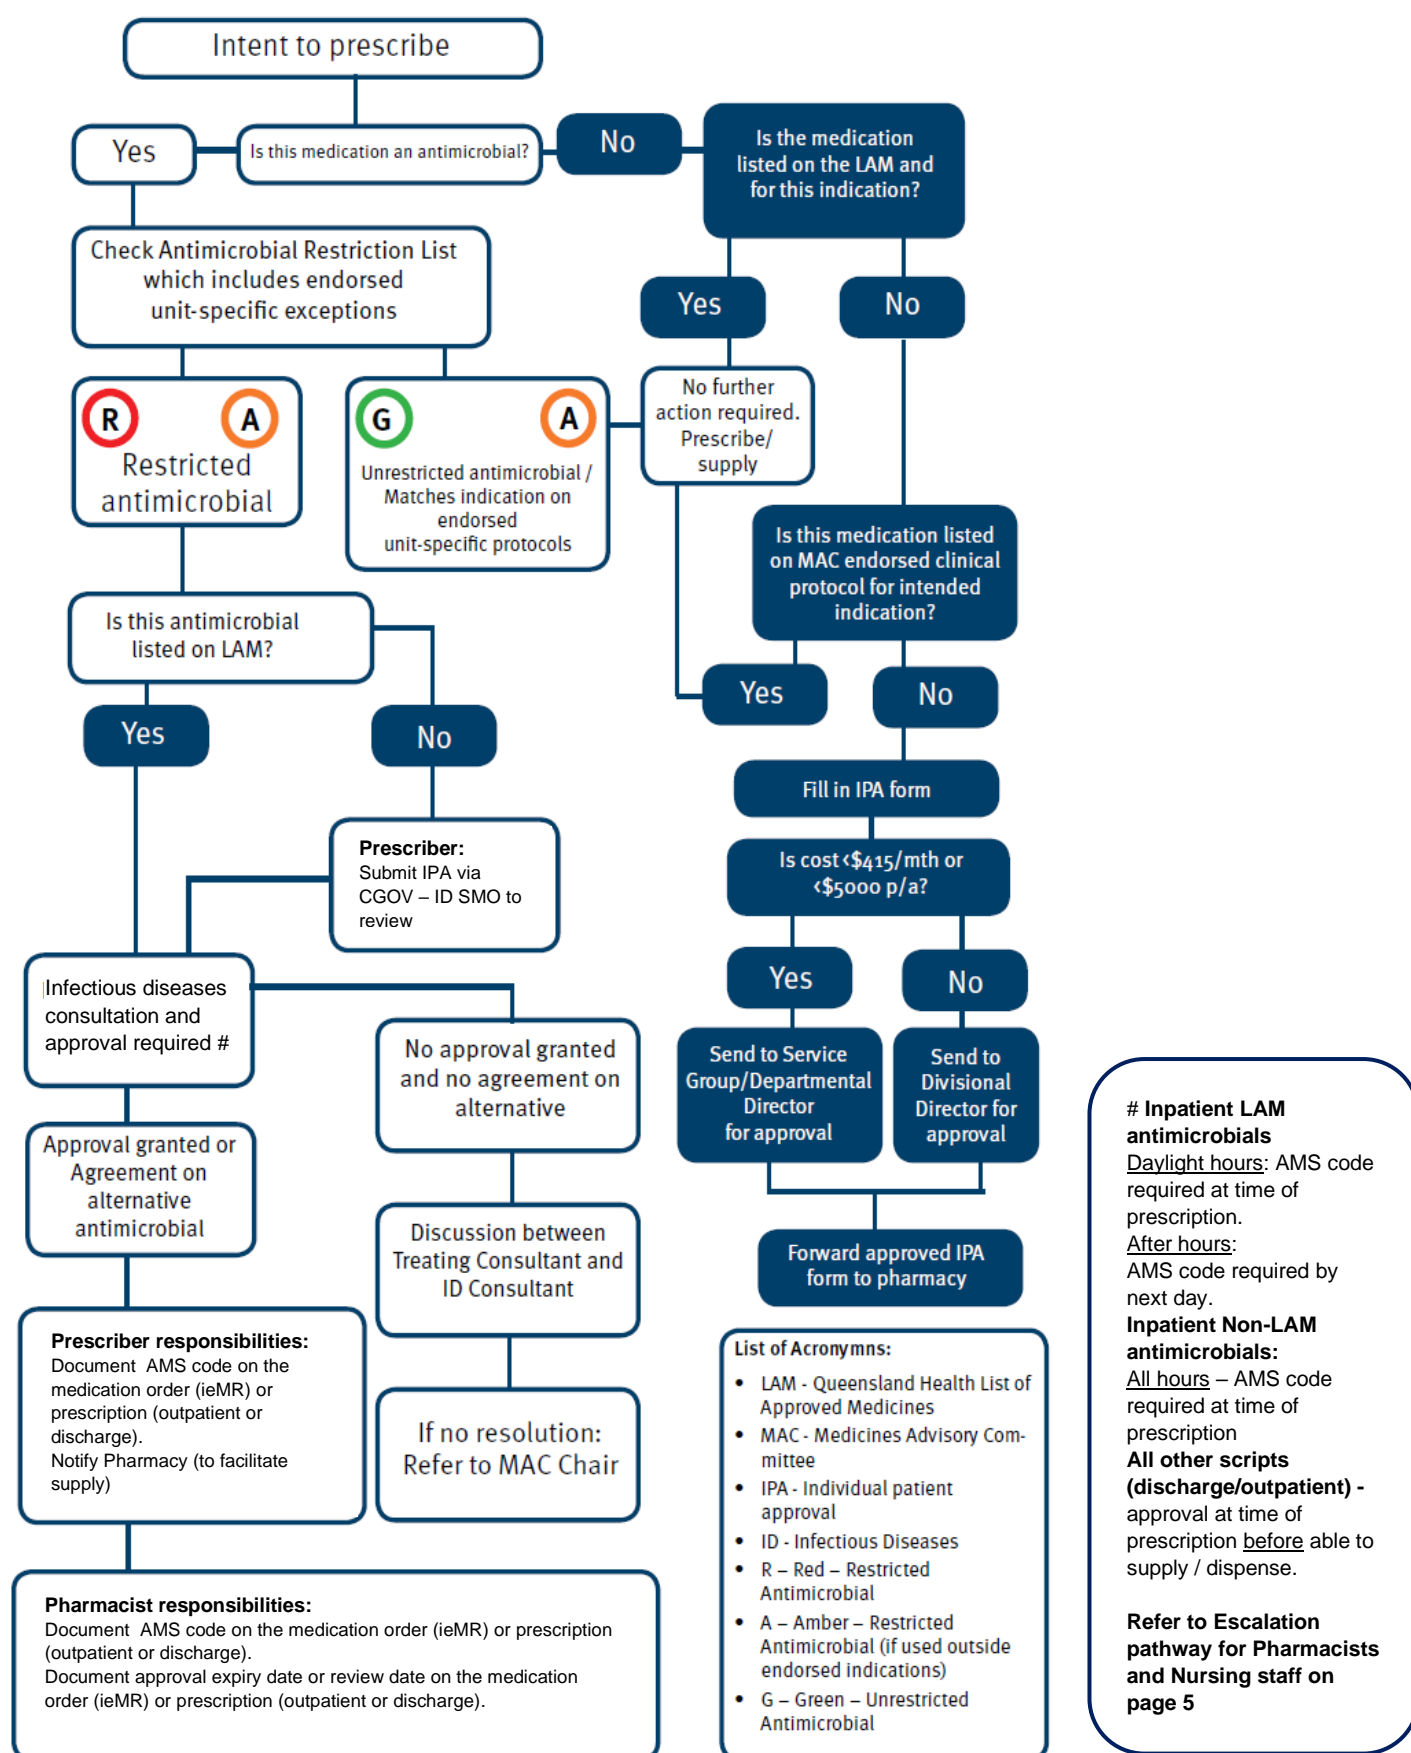 Intent to prescribe
Yes
Is this medication an antimicrobial?
No
Is the medication
listed on the LAM and
for this indication?
Check Antimicrobial Restriction List
which includes endorsed
unit-specific exceptions
Yes
No
R
A
Restricted
antimicrobial
G
A
Unrestricted antimicrobial /
Matches indication on
endorsed
unit-specific protocols
No further
action required.
Prescribe/
supply
Is this medication listed
on MAC endorsed clinical
protocol for intended
indication?
Is this antimicrobial
listed on LAM?
Yes
No
Yes
No
Fill in IPA form
Prescriber:
Submit IPA via
CGOV – ID SMO to
review
Is cost <$415/mth or
<$5000 p/a?
Yes
No
Infectious diseases
consultation and
approval required #
No approval granted
and no agreement on
alternative
Send to Service
Group/Departmental
Director
for approval
Send to
Divisional
Director for
approval
Approval granted or
Agreement on
alternative
antimicrobial
Discussion between
Treating Consultant and
ID Consultant
Forward approved IPA
form to pharmacy
Prescriber responsibilities:
Document  AMS code on the
medication order (ieMR) or
prescription (outpatient or
discharge).
Notify Pharmacy (to facilitate
supply)
If no resolution:
Refer to MAC Chair
Pharmacist responsibilities:
Document  AMS code on the medication order (ieMR) or prescription
(outpatient or discharge).
Document approval expiry date or review date on the medication
order (ieMR) or prescription (outpatient or discharge).
List of Acronymns:
• LAM - Queensland Health List of
Approved Medicines
• MAC - Medicines Advisory Com-
mittee
• IPA - Individual patient
approval
• ID - Infectious Diseases
• R – Red – Restricted
Antimicrobial
• A – Amber – Restricted
Antimicrobial (if used outside
endorsed indications)
• G – Green – Unrestricted
Antimicrobial
# Inpatient LAM
antimicrobials
Daylight hours: AMS code
required at time of
prescription.
After hours:
AMS code required by
next day.
Inpatient Non-LAM
antimicrobials:
All hours – AMS code
required at time of
prescription
All other scripts
(discharge/outpatient) -
approval at time of
prescription before able to
supply / dispense.
Refer to Escalation
pathway for Pharmacists
and Nursing staff on
page 5